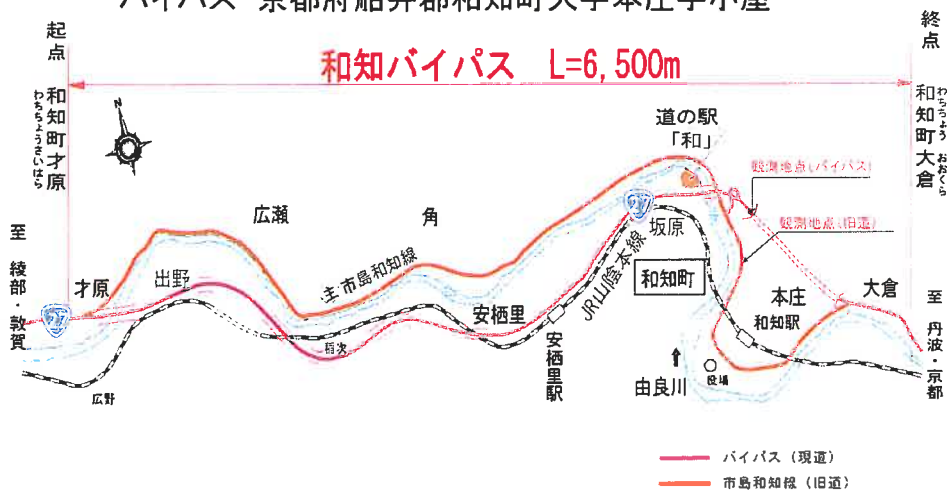 バイパス 京都府船井郡和知町大字本庄字小屋
起点
終点
和知バイパス L=6,500m
和知町才原
わちちょうさいはら
和知町大倉
わちちょう おおくら
N
道の駅
「和」
観測地点(バイパス)
観測地点(旧道)
広瀬
角
27
坂原
至 綾部・敦賀
才原
出野
(主)市島和知線
JR山陰本線
和知町
本庄
大倉
和知駅
至 丹波・京都
27
安栖里
安栖里駅
稲次
広野
由良川
役場
バイパス(現道)
市島和知線(旧道)